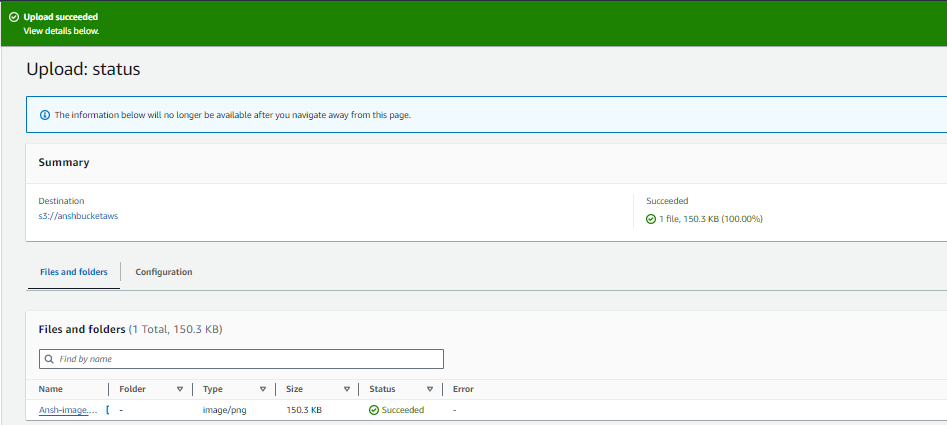 Upload succeeded
View details below.
Upload: status
The information below will no longer be available after you navigate away from this page.
Summary
Destination
s3://anshbucketaws
Succeeded
1 file, 150.3 KB (100.00%)
Files and folders
Configuration
Files and folders (1 Total, 150.3 KB)
Find by name
Name Folder Type Size Status Error
Ansh-image.... - image/png 150.3 KB Succeeded -